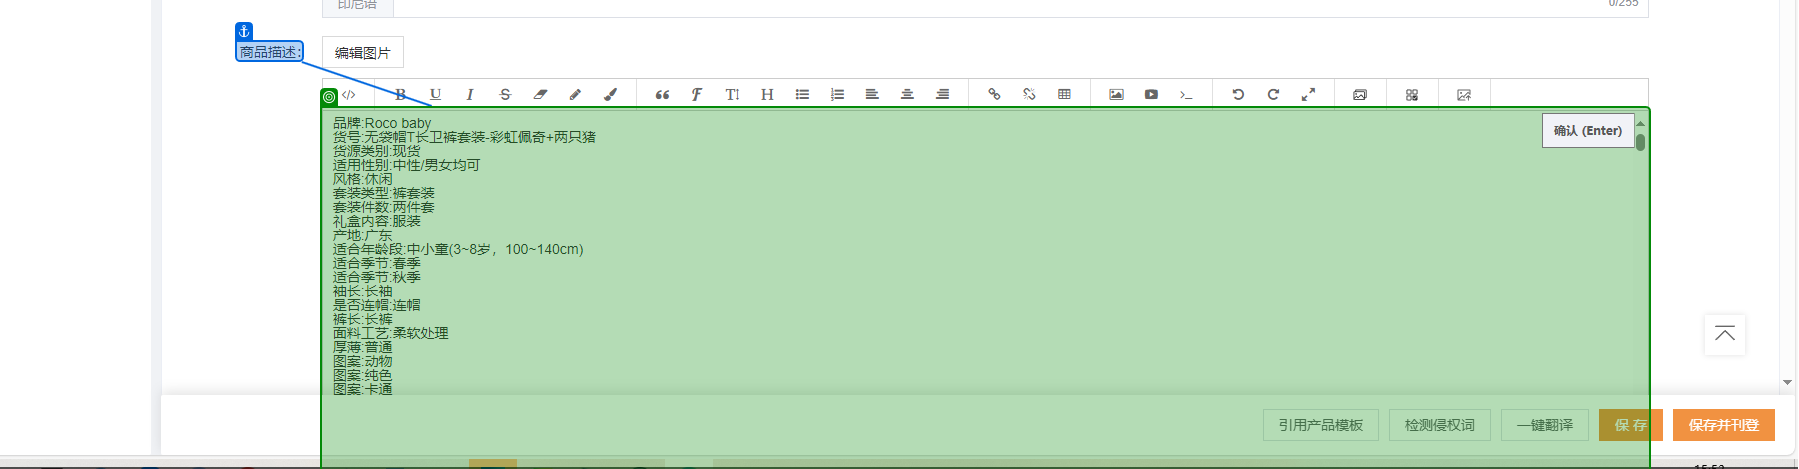 印尼语
0/255
商品描述:
编辑图片
</> B U I S T↕ H
品牌:Roco baby
货号:无袋帽T长卫裤套装-彩虹佩奇+两只猪
货源类别:现货
适用性别:中性/男女均可
风格:休闲
套装类型:裤套装
套装件数:两件套
礼盒内容:服装
产地:广东
适合年龄段:中小童(3~8岁，100~140cm)
适合季节:春季
适合季节:秋季
袖长:长袖
是否连帽:连帽
裤长:长裤
面料工艺:柔软处理
厚薄:普通
图案:动物
图案:纯色
图案:卡通
确认 (Enter)
引用产品模板
检测侵权词
一键翻译
保 存
保存并刊登